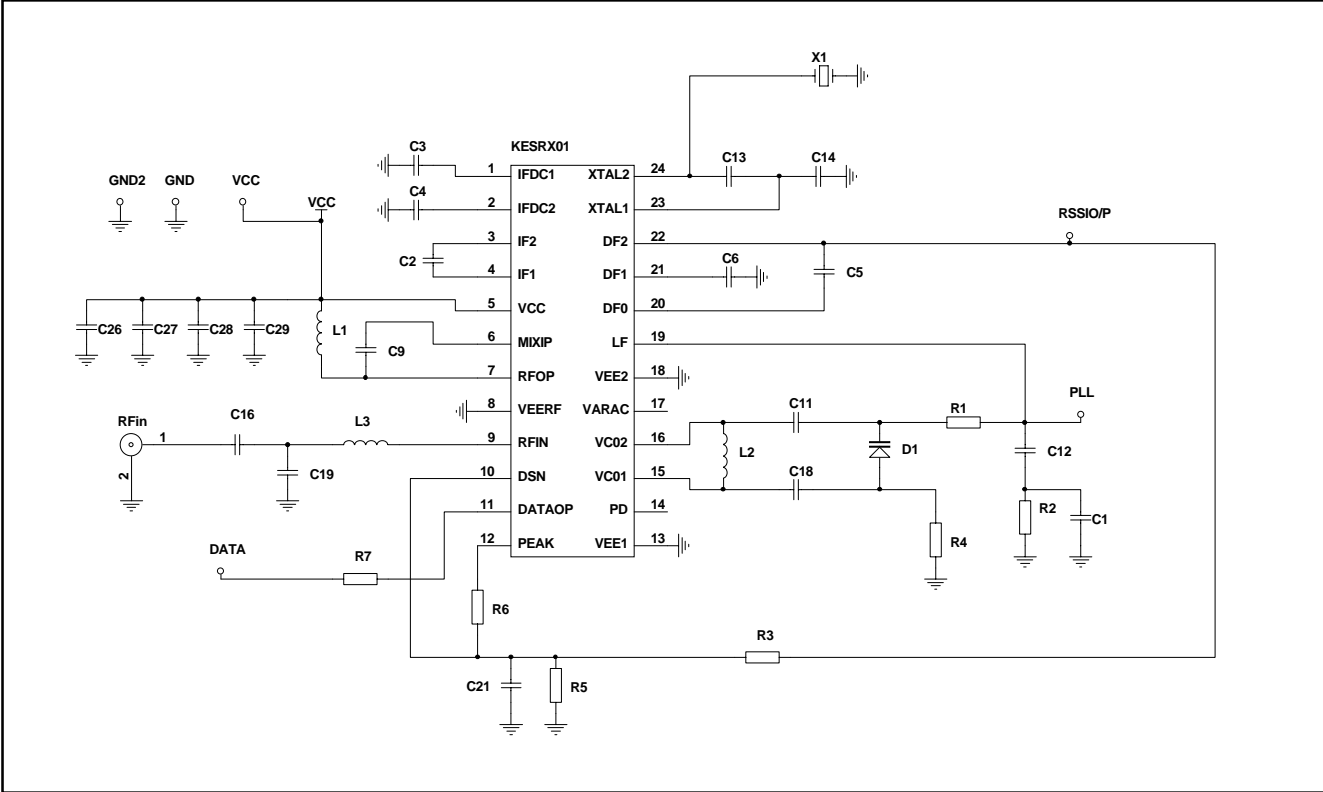 X1
KESRX01
C3
1
IFDC1
XTAL2
24
C13
C14
GND2
GND
VCC
VCC
C4
2
IFDC2
XTAL1
23
RSSIO/P
3
IF2
DF2
22
C2
C6
C5
4
IF1
DF1
21
5
VCC
DF0
20
C26
C27
C28
C29
L1
C9
6
MIXIP
LF
19
7
RFOP
VEE2
18
RFin
C16
L3
8
VEERF
VARAC
17
C11
R1
PLL
1
9
RFIN
VC02
16
L2
D1
C12
2
C19
10
DSN
VC01
15
C18
11
DATAOP
PD
14
R2
C1
R4
12
PEAK
VEE1
13
DATA
R7
R6
R3
C21
R5